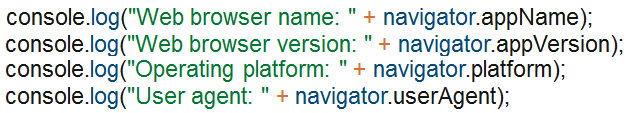 console.log("Web browser name: " + navigator.appName);
console.log("Web browser version: " + navigator.appVersion);
console.log("Operating platform: " + navigator.platform);
console.log("User agent: " + navigator.userAgent);